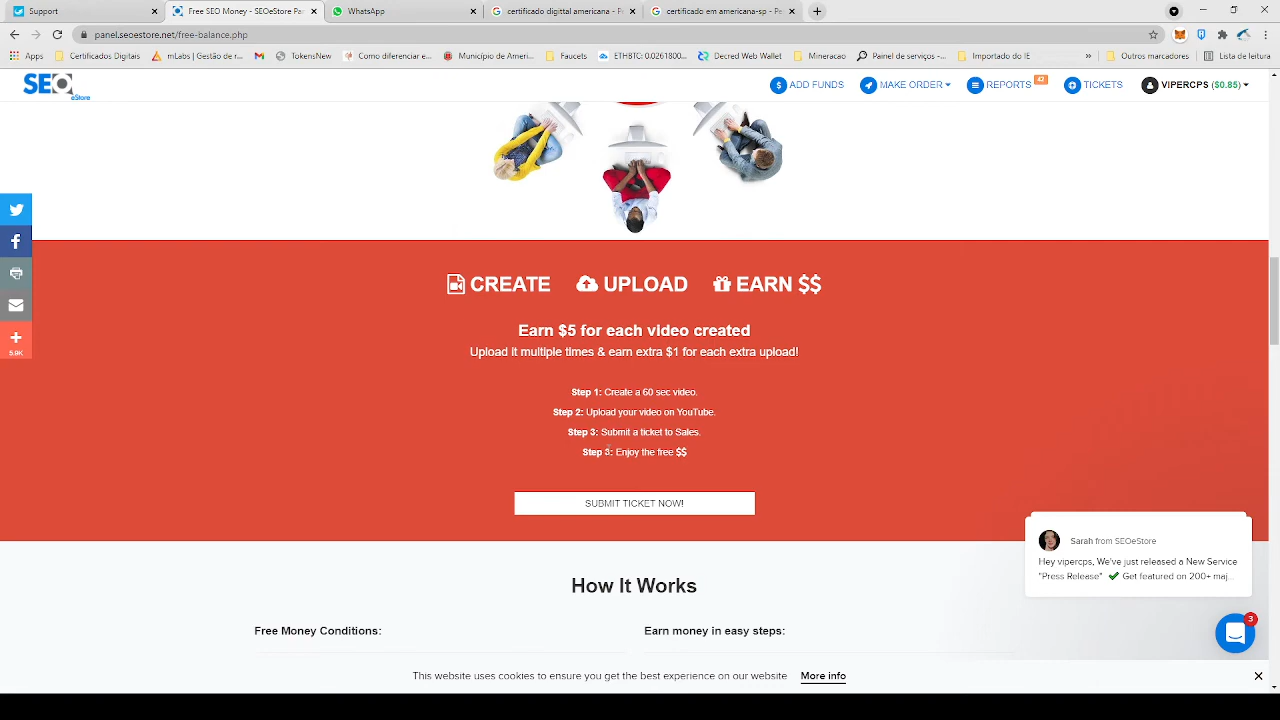 Support
Free SEO Money - SEOeStore Par
WhatsApp
certificado digittal americana - Pe
certificado em americana-sp - Pes
panel.seoestore.net/free-balance.php
Apps
Certificados Digitais
mLabs | Gestão de r...
TokensNew
Como diferenciar e...
Município de Ameri...
Faucets
ETHBTC: 0.0261800...
Decred Web Wallet
Mineracao
Painel de serviços -...
Importado do IE
»
Outros marcadores
Lista de leitura
SEO
eStore
$ ADD FUNDS
MAKE ORDER
REPORTS 42
TICKETS
VIPERCPS ($0.85)
CREATE UPLOAD EARN $$
Earn $5 for each video created
Upload it multiple times & earn extra $1 for each extra upload!
Step 1: Create a 60 sec video.
Step 2: Upload your video on YouTube.
Step 3: Submit a ticket to Sales.
Step 3: Enjoy the free $$
SUBMIT TICKET NOW!
5.9K
Sarah from SEOeStore
Hey vipercps, We've just released a New Service
"Press Release" ✔ Get featured on 200+ maj...
3
How It Works
Free Money Conditions:
Earn money in easy steps:
This website uses cookies to ensure you get the best experience on our website More info